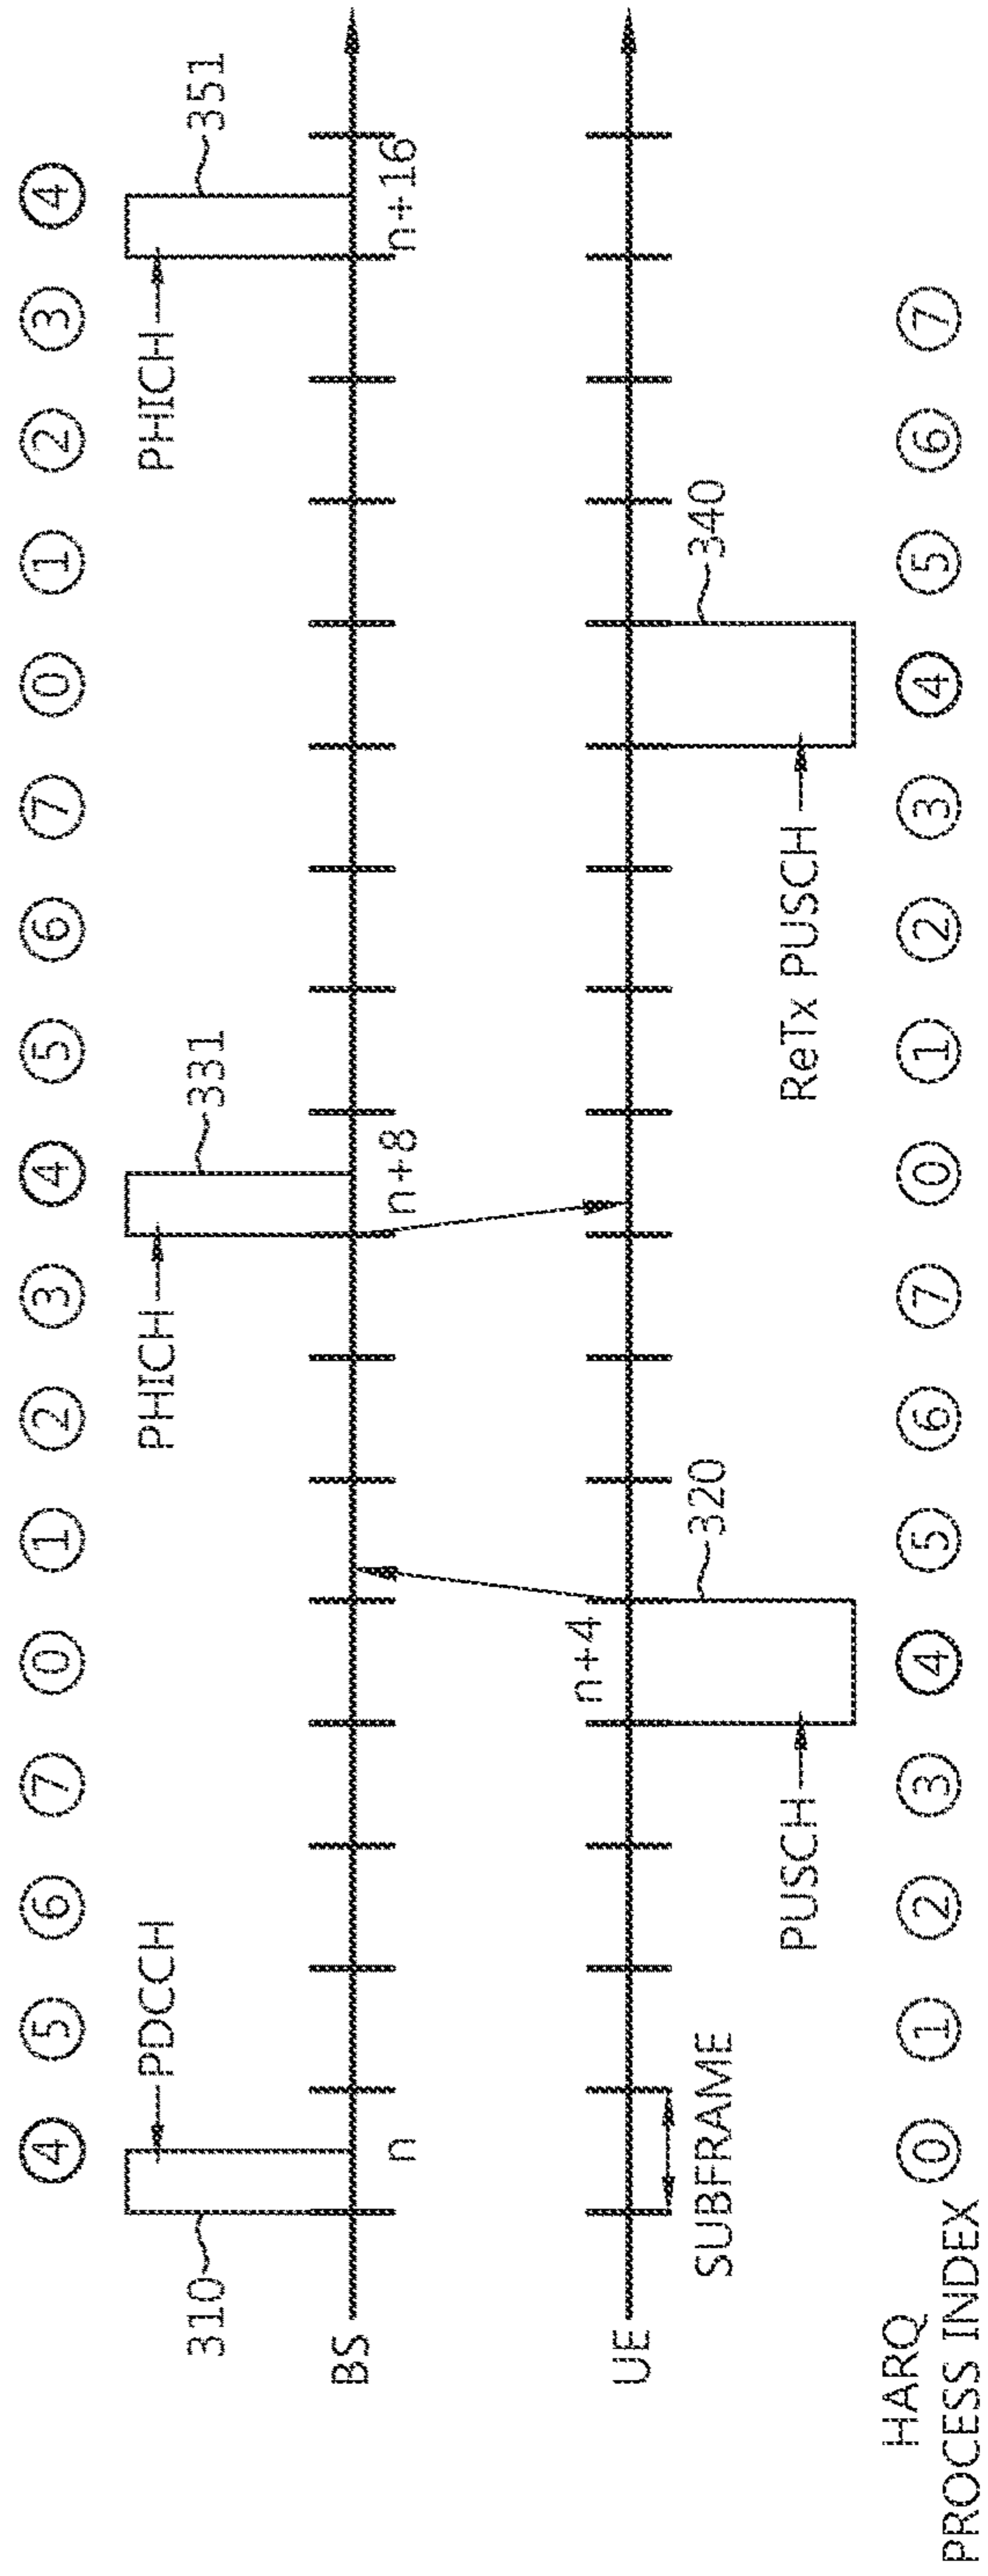 ④ ⑤ ⑥ ⑦ ⓪ ① ② ③ ④ ⑤ ⑥ ⑦ ⓪ ① ② ③ ④
310 PDCCH PHICH 331 PHICH 351
BS n n+8 n+16
UE n+4
SUBFRAME PUSCH 320 ReTx PUSCH 340
HARQ
PROCESS INDEX ⓪ ① ② ③ ④ ⑤ ⑥ ⑦ ⓪ ① ② ③ ④ ⑤ ⑥ ⑦